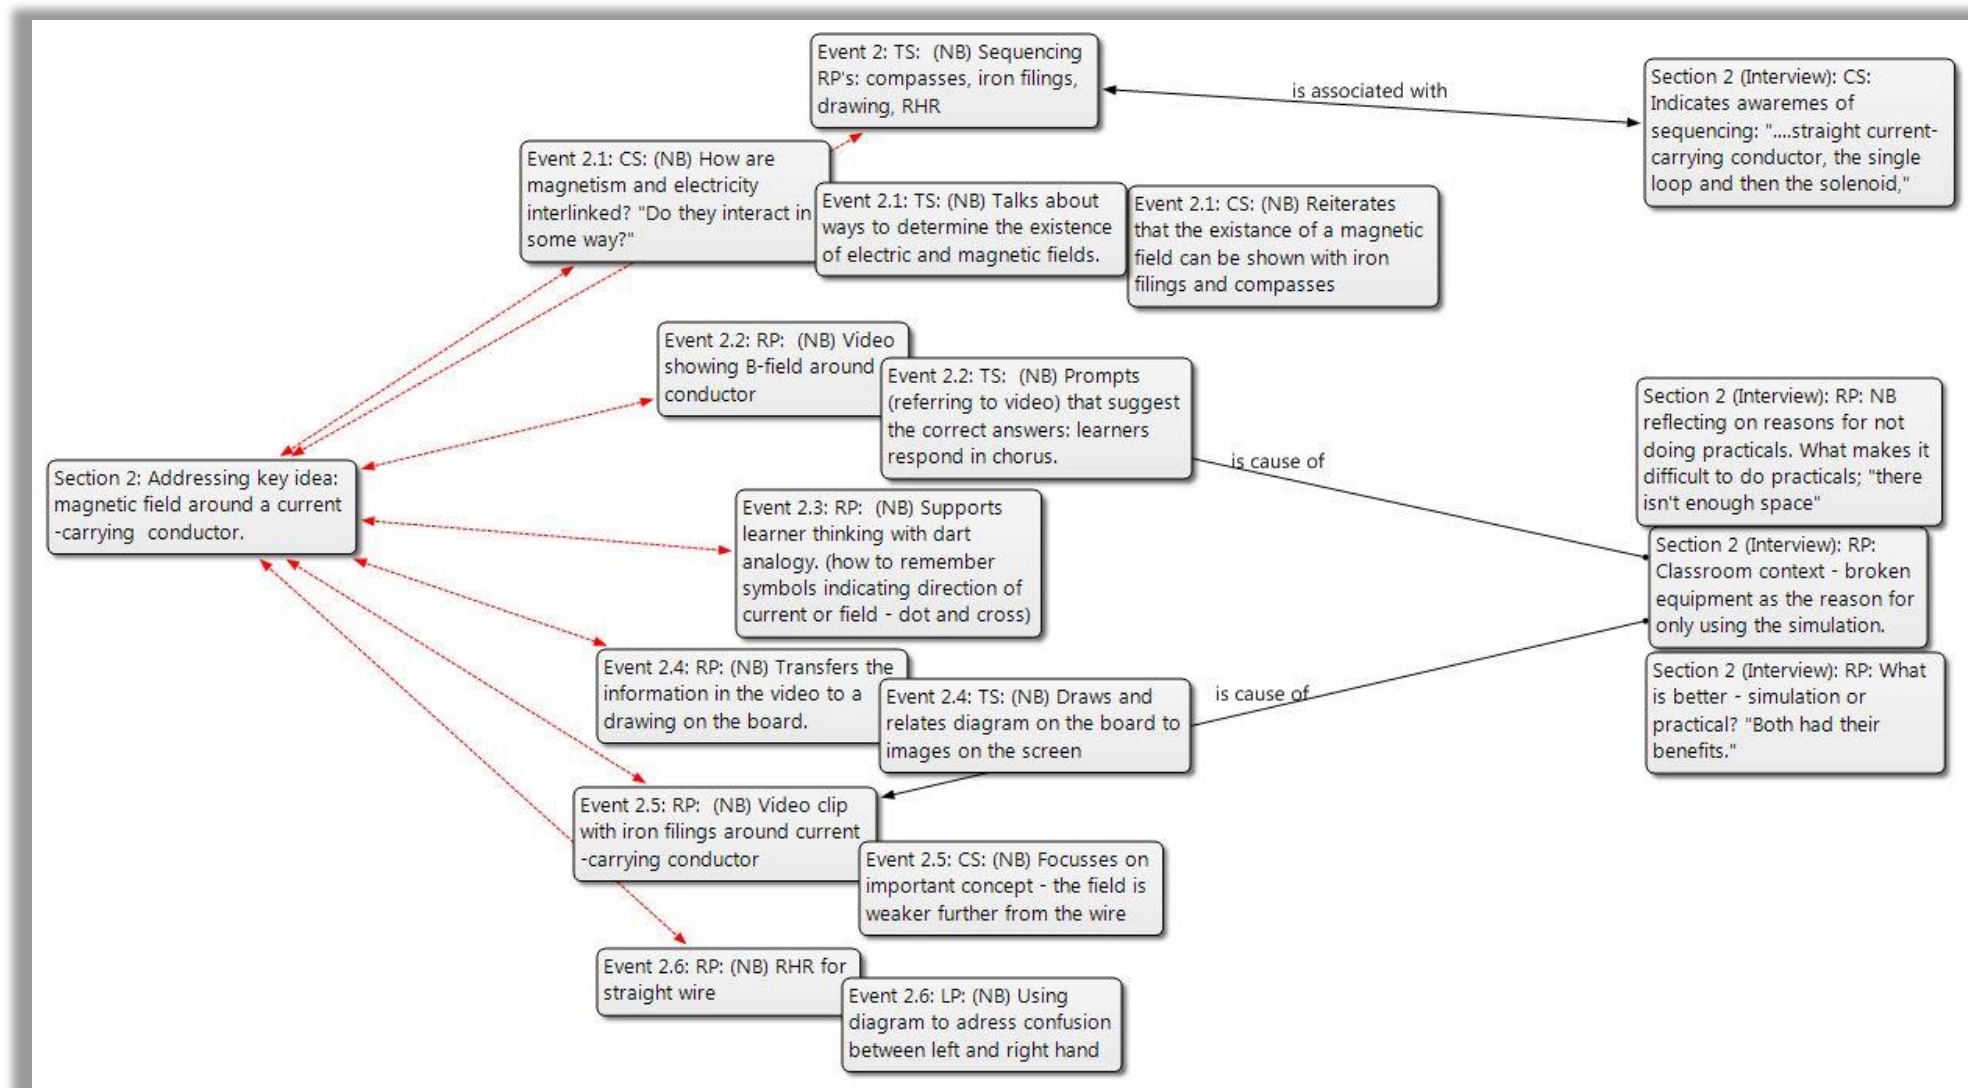 Event 2: TS:  (NB) Sequencing
RP's: compasses, iron filings,
drawing, RHR
is associated with
Section 2 (Interview): CS:
Indicates awaremes of
sequencing: "....straight current-
carrying conductor, the single
loop and then the solenoid,"
Event 2.1: CS: (NB) How are
magnetism and electricity
interlinked? "Do they interact in
some way?"
Event 2.1: TS: (NB) Talks about
ways to determine the existence
of electric and magnetic fields.
Event 2.1: CS: (NB) Reiterates
that the existance of a magnetic
field can be shown with iron
filings and compasses
Event 2.2: RP:  (NB) Video
showing B-field around
conductor
Event 2.2: TS:  (NB) Prompts
(referring to video) that suggest
the correct answers: learners
respond in chorus.
is cause of
Section 2 (Interview): RP: NB
reflecting on reasons for not
doing practicals. What makes it
difficult to do practicals; "there
isn't enough space"
Section 2: Addressing key idea:
magnetic field around a current
-carrying  conductor.
Event 2.3: RP:  (NB) Supports
learner thinking with dart
analogy. (how to remember
symbols indicating direction of
current or field - dot and cross)
Section 2 (Interview): RP:
Classroom context - broken
equipment as the reason for
only using the simulation.
Event 2.4: RP: (NB) Transfers the
information in the video to a
drawing on the board.
Event 2.4: TS: (NB) Draws and
relates diagram on the board to
images on the screen
is cause of
Section 2 (Interview): RP: What
is better - simulation or
practical? "Both had their
benefits."
Event 2.5: RP:  (NB) Video clip
with iron filings around current
-carrying conductor
Event 2.5: CS: (NB) Focusses on
important concept - the field is
weaker further from the wire
Event 2.6: RP: (NB) RHR for
straight wire
Event 2.6: LP: (NB) Using
diagram to adress confusion
between left and right hand